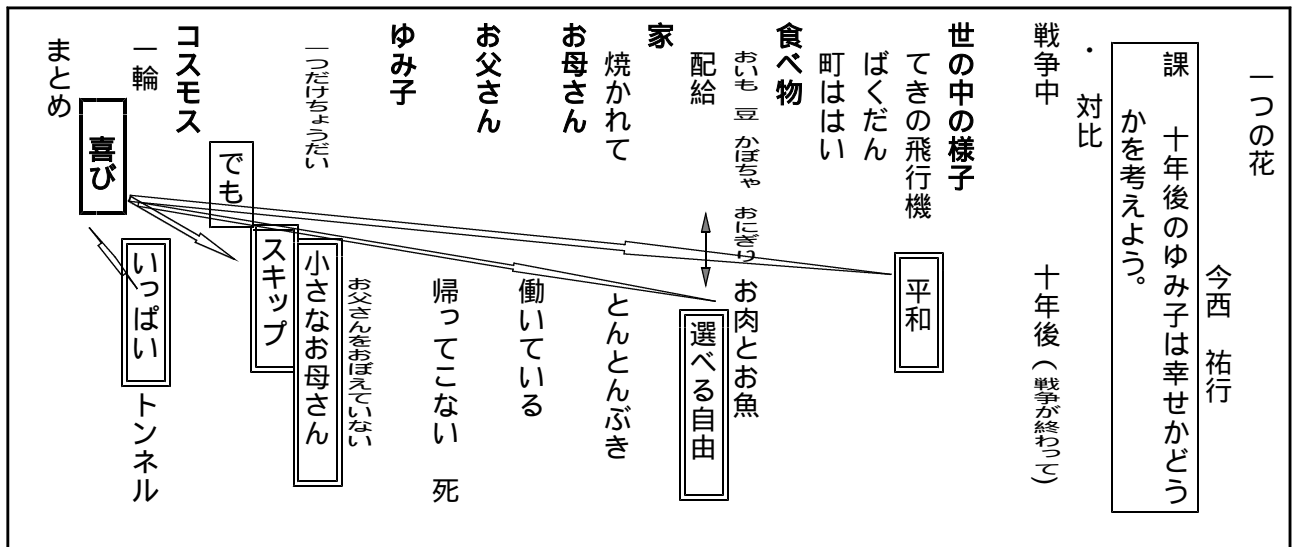 一つの花
今西 祐行
課 十年後のゆみ子は幸せかどう
かを考えよう。
・ 対比
戦争中 十年後(戦争が終わって)
世の中の様子
てきの飛行機 平和
ばくだん
町ははい
食べ物
おいも 豆 かぼちゃ おにぎり お肉とお魚
配給 選べる自由
家
焼かれて とんとんぶき
お母さん
働いている
お父さん
帰ってこない 死
ゆみ子
お父さんをおぼえていない
一つだけちょうだい 小さなお母さん
スキップ
でも
コスモス
一輪 いっぱい トンネル
喜び
まとめ